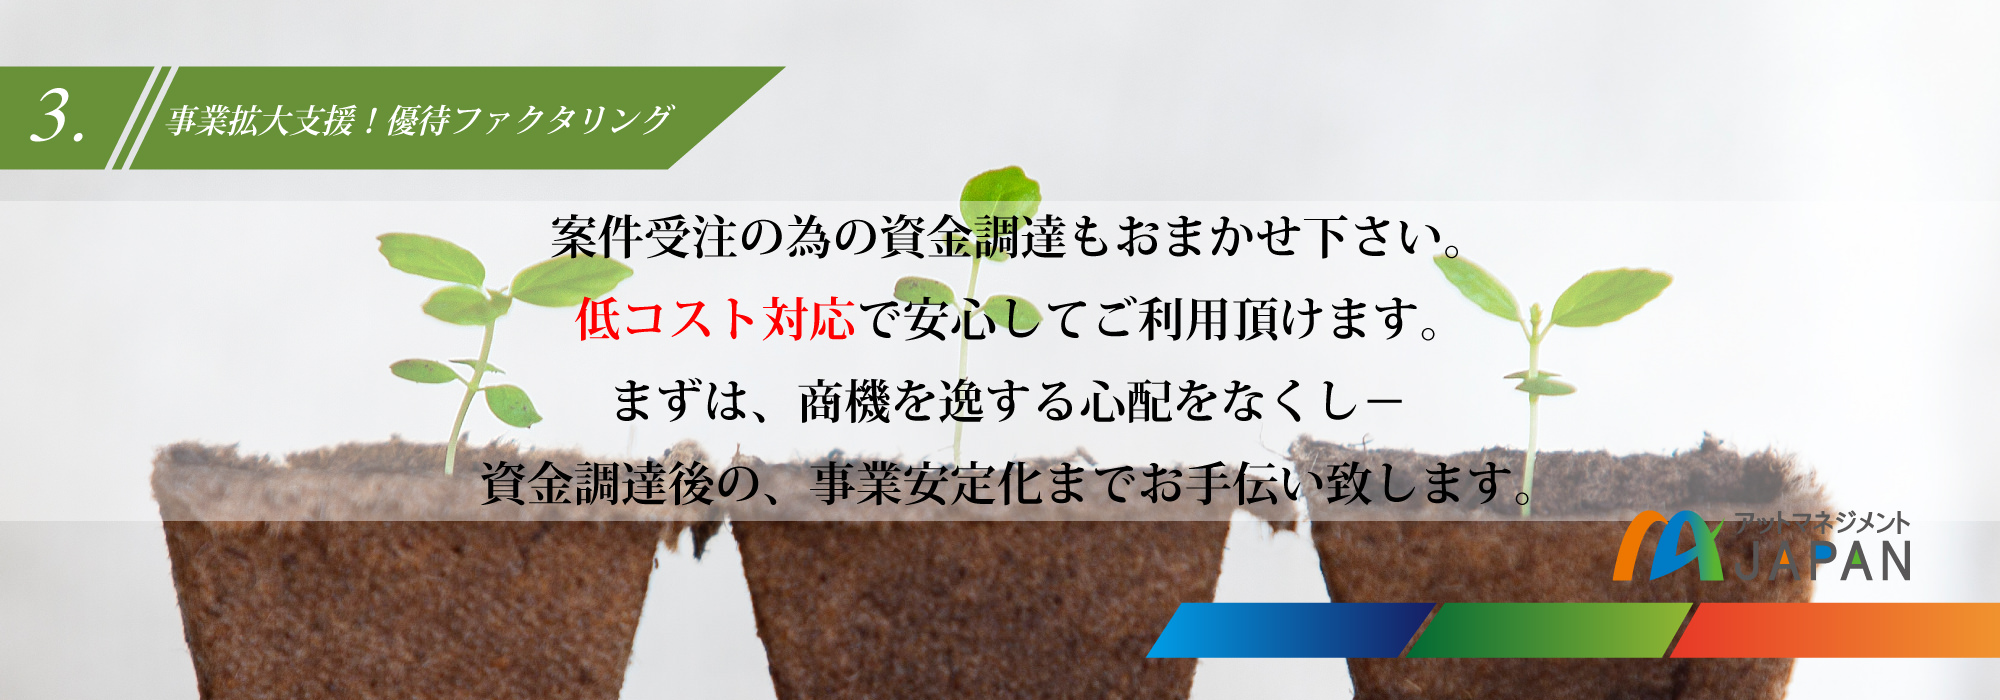 3.
事業拡大支援！優待ファクタリング
案件受注の為の資金調達もおまかせ下さい。
低コスト対応で安心してご利用頂けます。
まずは、商機を逸する心配をなくし－
資金調達後の、事業安定化までお手伝い致します。
アットマネジメント
JAPAN